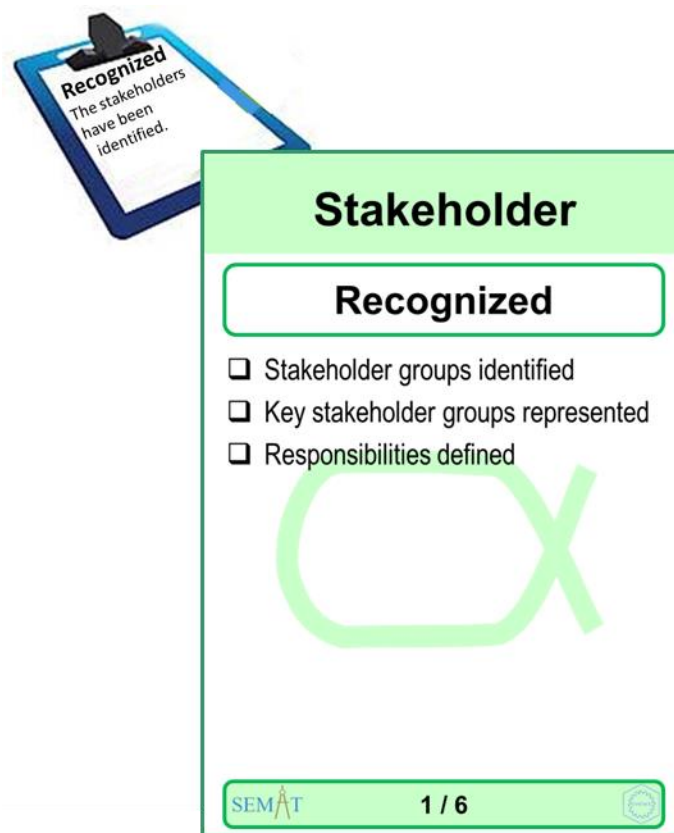 Recognized
The stakeholders
have been
identified.
Stakeholder
Recognized
❑ Stakeholder groups identified
❑ Key stakeholder groups represented
❑ Responsibilities defined
SEMAT
1 / 6